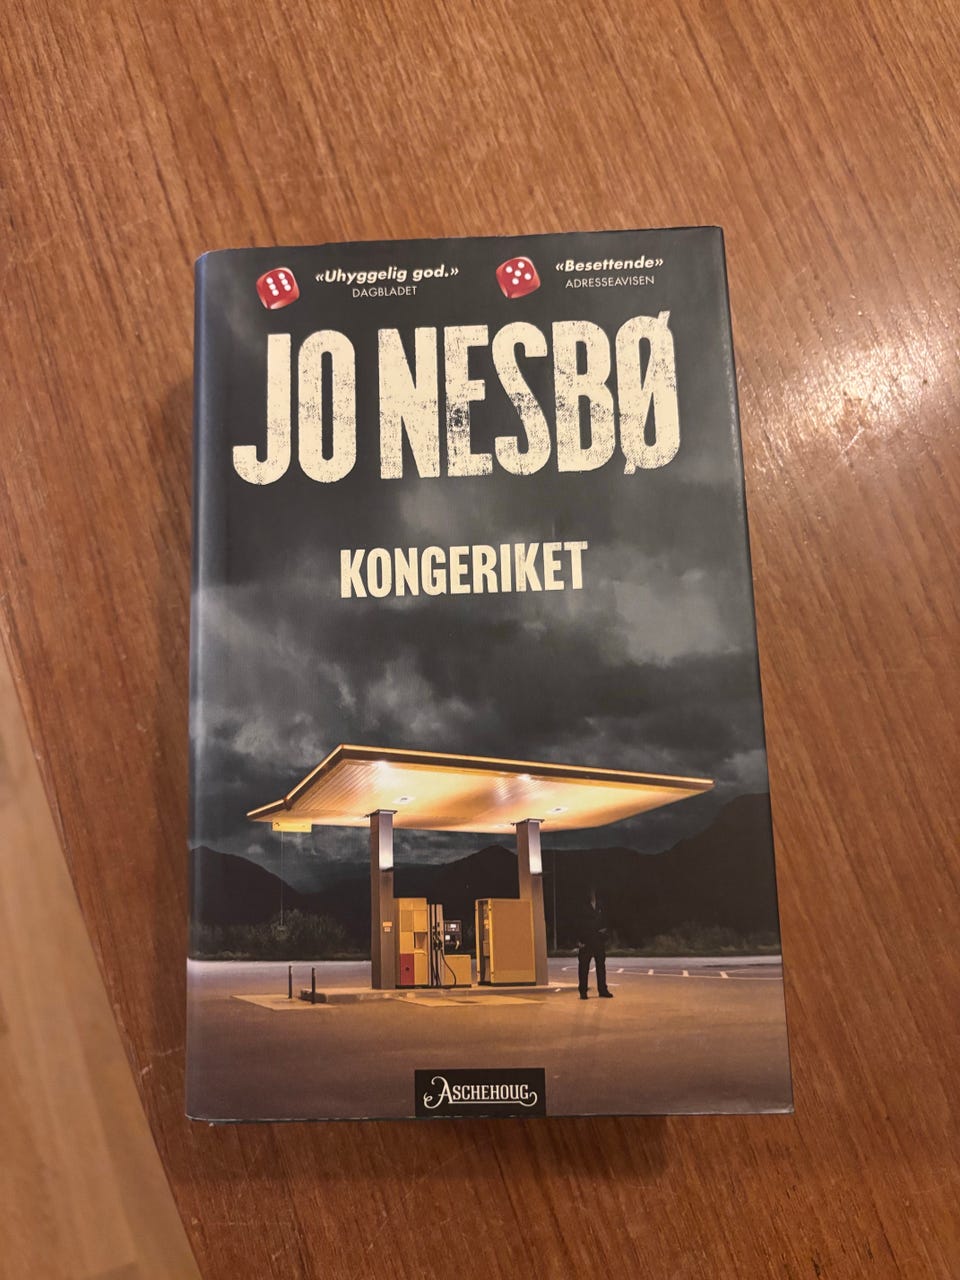 «Uhyggelig god.»
DAGBLADET
«Besettende»
ADRESSEAVISEN
JO NESBØ
KONGERIKET
ASCHEHOUG